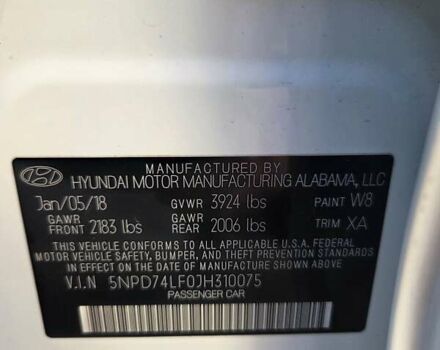 MANUFACTURED BY
HYUNDAI MOTOR MANUFACTURING ALABAMA, LLC
Jan/05/18 GVWR 3924 lbs PAINT W8
GAWR FRONT 2183 lbs GAWR REAR 2006 lbs TRIM XA
THIS VEHICLE CONFORMS TO ALL APPLICABLE U.S.A. FEDERAL
MOTOR VEHICLE SAFETY, BUMPER, AND THEFT PREVENTION STANDARDS
IN EFFECT ON THE DATE OF MANUFACTURE SHOWN ABOVE.
V.I.N 5NPD74LF0JH310075
PASSENGER CAR